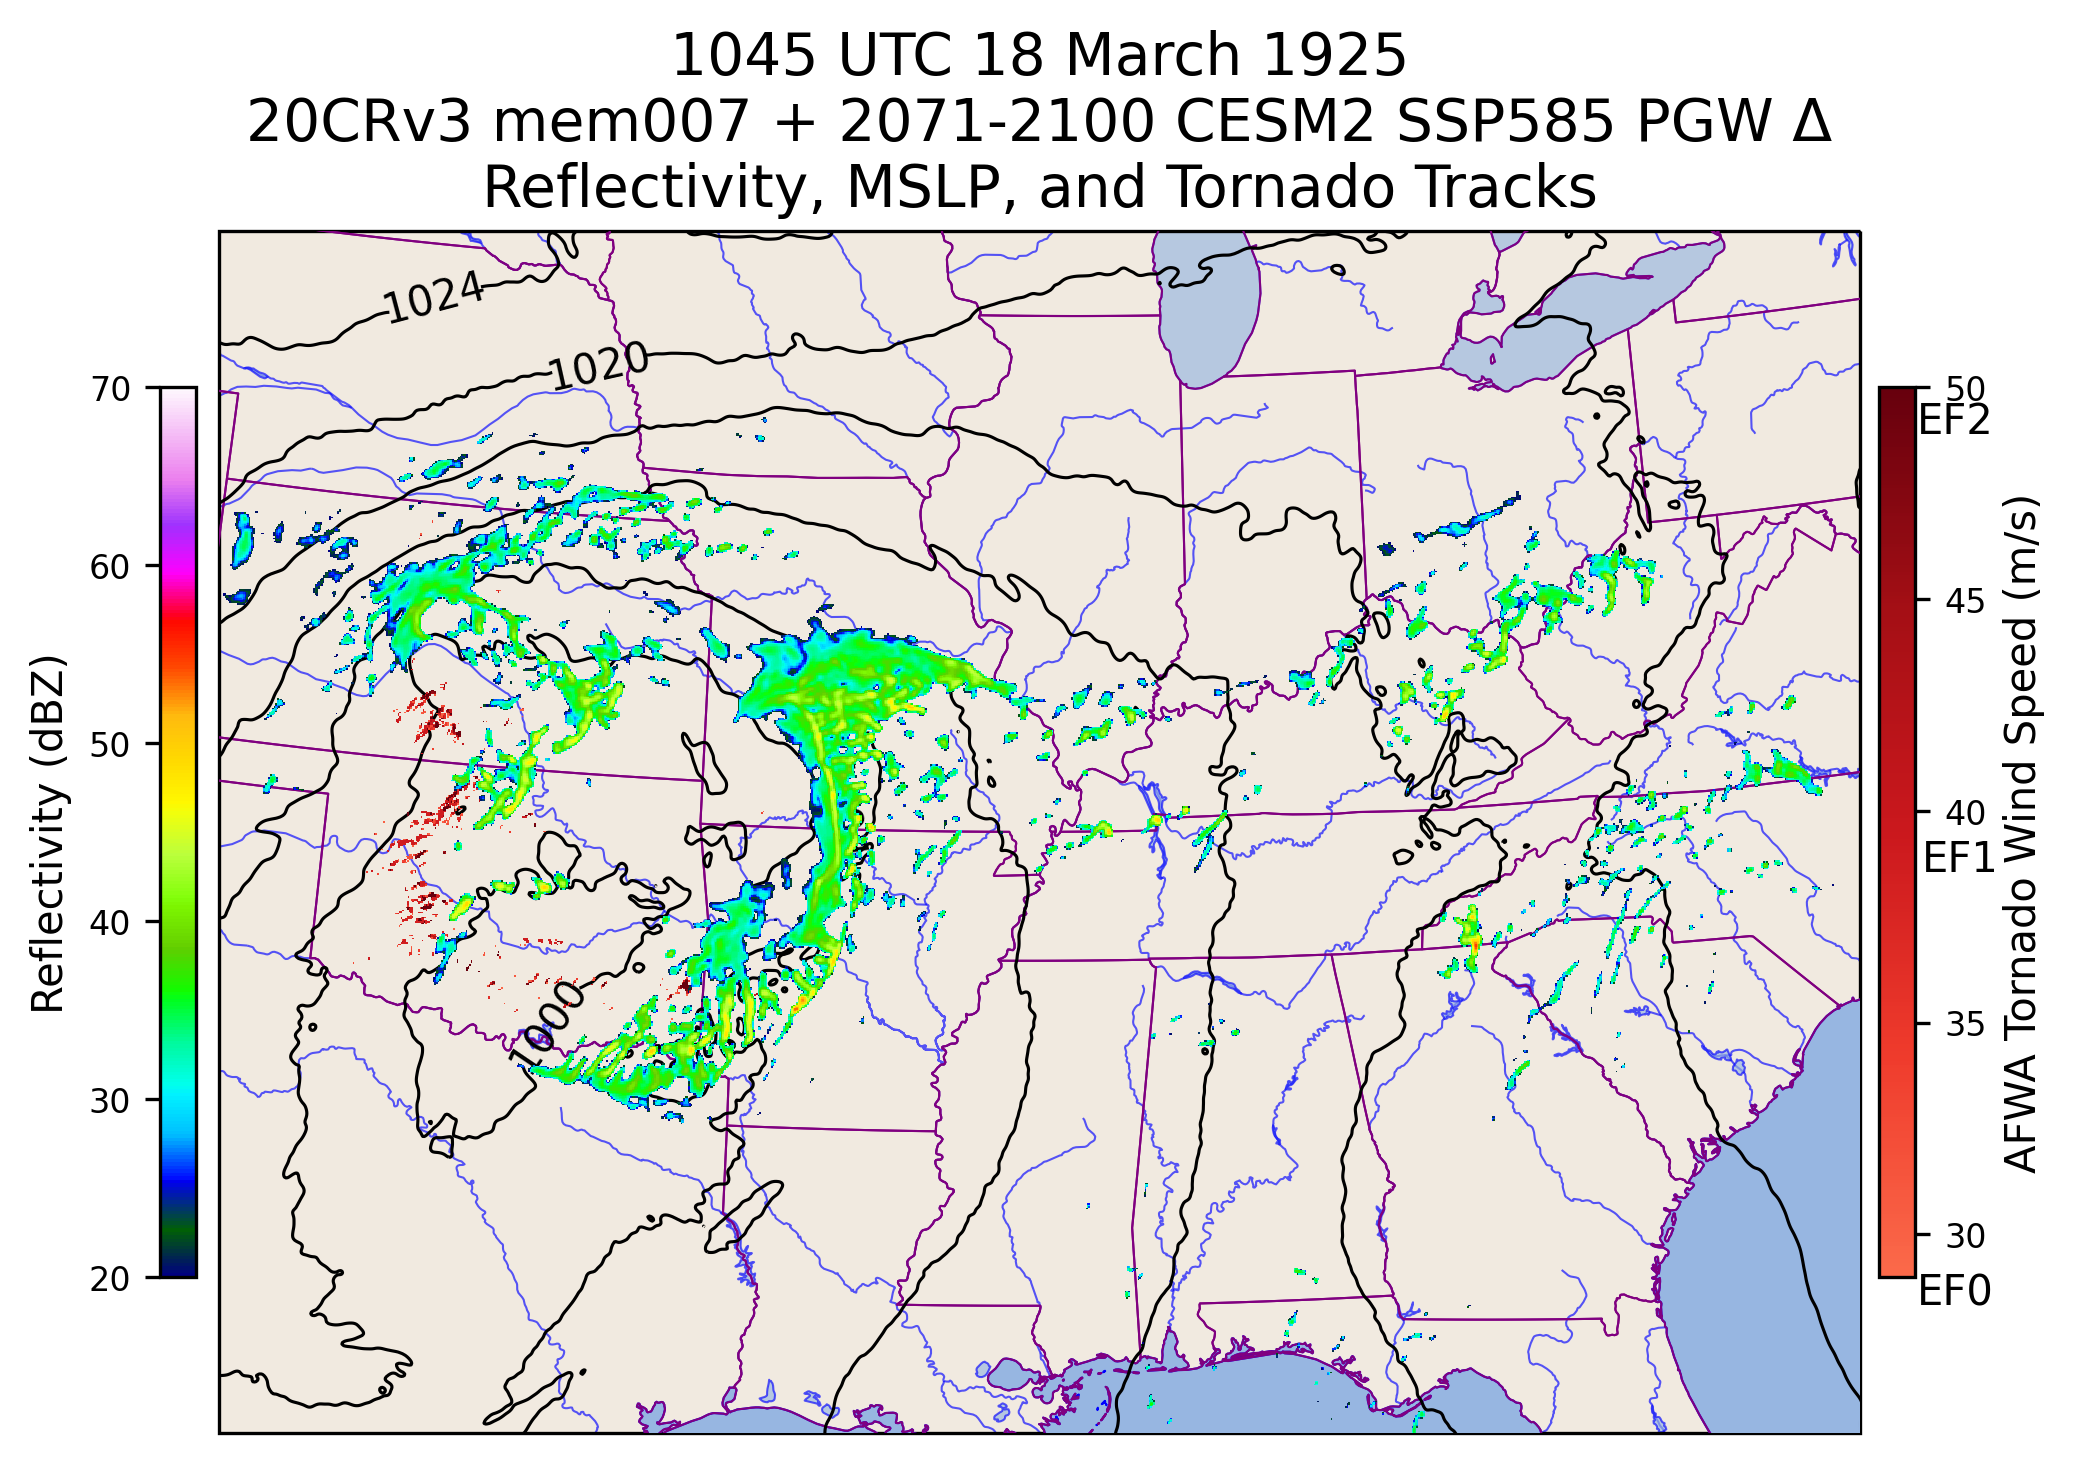 1045 UTC 18 March 1925
20CRv3 mem007 + 2071-2100 CESM2 SSP585 PGW Δ
Reflectivity, MSLP, and Tornado Tracks
1024
1020
1000
70
60
50
40
30
20
Reflectivity (dBZ)
50
EF2
45
40
EF1
35
30
EF0
AFWA Tornado Wind Speed (m/s)